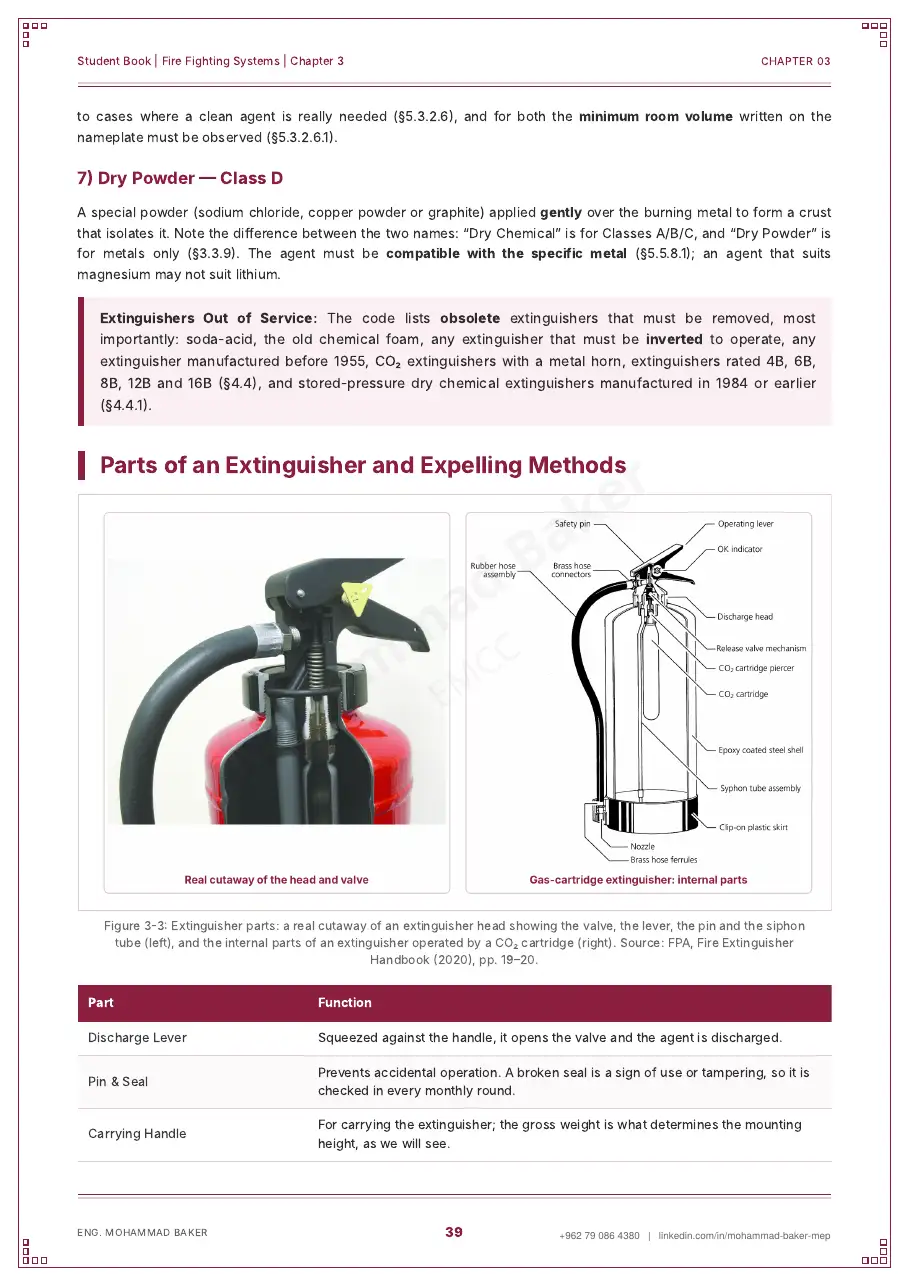 Student Book | Fire Fighting Systems | Chapter 3
CHAPTER 03
to cases where a clean agent is really needed (§5.3.2.6), and for both the minimum room volume written on the
nameplate must be observed (§5.3.2.6.1).
7) Dry Powder — Class D
A special powder (sodium chloride, copper powder or graphite) applied gently over the burning metal to form a crust
that isolates it. Note the difference between the two names: “Dry Chemical” is for Classes A/B/C, and “Dry Powder” is
for metals only (§3.3.9). The agent must be compatible with the specific metal (§5.5.8.1); an agent that suits
magnesium may not suit lithium.
Extinguishers Out of Service: The code lists obsolete extinguishers that must be removed, most
importantly: soda-acid, the old chemical foam, any extinguisher that must be inverted to operate, any
extinguisher manufactured before 1955, CO₂ extinguishers with a metal horn, extinguishers rated 4B, 6B,
8B, 12B and 16B (§4.4), and stored-pressure dry chemical extinguishers manufactured in 1984 or earlier
(§4.4.1).
Parts of an Extinguisher and Expelling Methods
Safety pin
Operating lever
OK indicator
Rubber hose
assembly
Brass hose
connectors
Discharge head
Release valve mechanism
CO₂ cartridge piercer
CO₂ cartridge
Epoxy coated steel shell
Syphon tube assembly
Clip-on plastic skirt
Nozzle
Brass hose ferrules
Real cutaway of the head and valve
Gas-cartridge extinguisher: internal parts
Figure 3-3: Extinguisher parts: a real cutaway of an extinguisher head showing the valve, the lever, the pin and the siphon
tube (left), and the internal parts of an extinguisher operated by a CO₂ cartridge (right). Source: FPA, Fire Extinguisher
Handbook (2020), pp. 19–20.
Part
Function
Discharge Lever
Squeezed against the handle, it opens the valve and the agent is discharged.
Pin & Seal
Prevents accidental operation. A broken seal is a sign of use or tampering, so it is
checked in every monthly round.
Carrying Handle
For carrying the extinguisher; the gross weight is what determines the mounting
height, as we will see.
ENG. MOHAMMAD BAKER
39
+962 79 086 4380 | linkedin.com/in/mohammad-baker-mep
Baker
EMCC